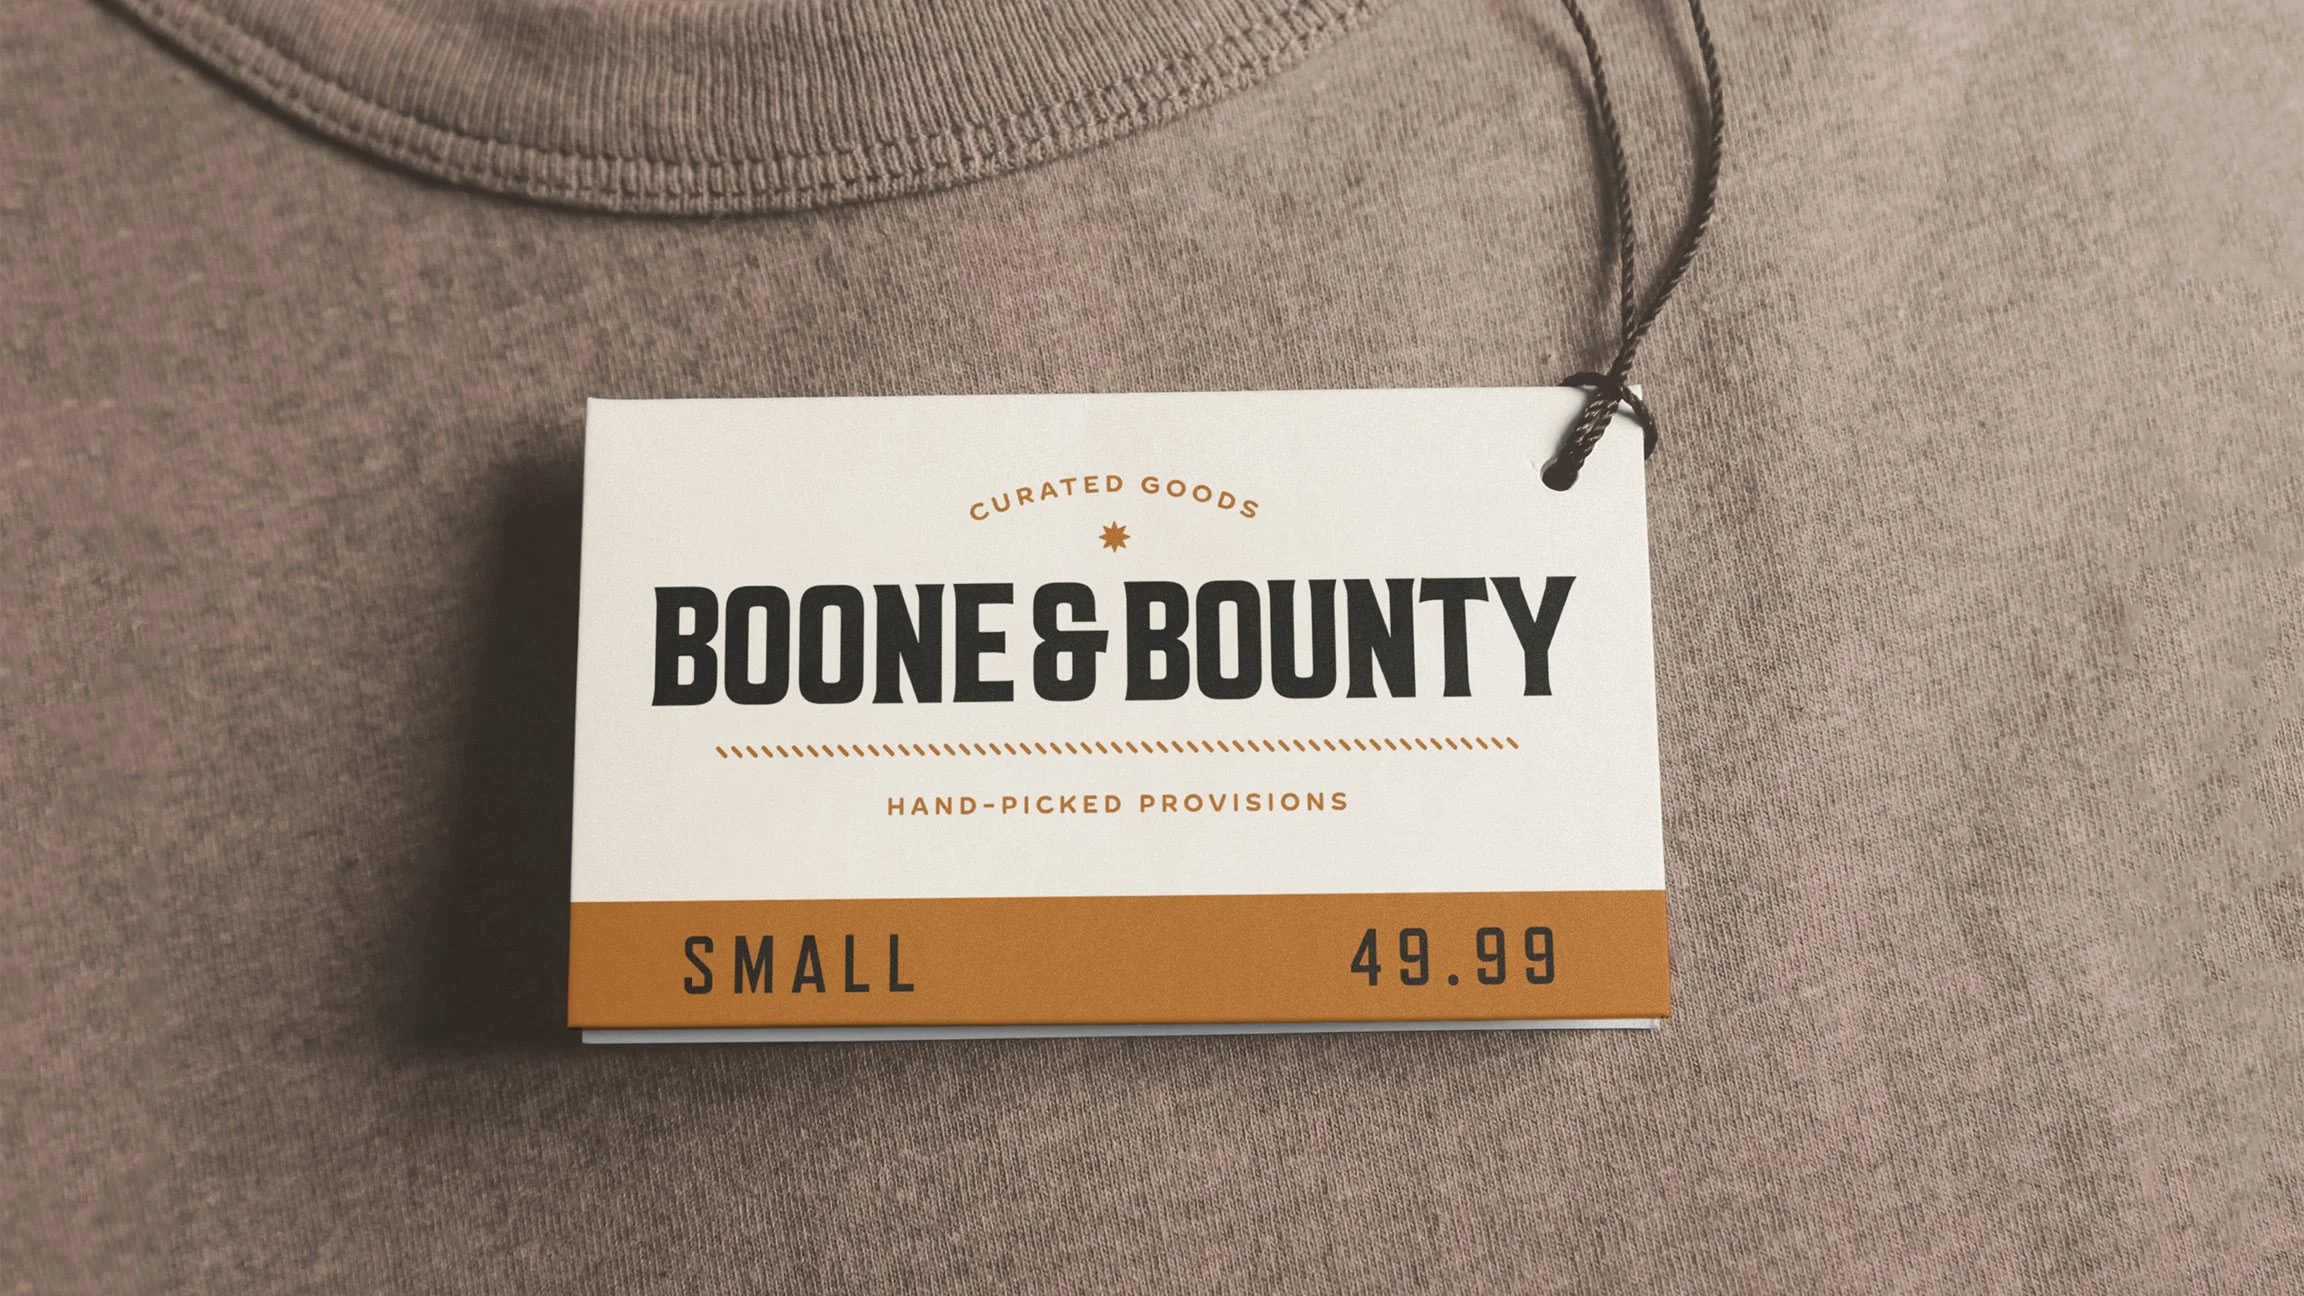 CURATED GOODS
BOONE & BOUNTY
HAND-PICKED PROVISIONS
SMALL 49.99